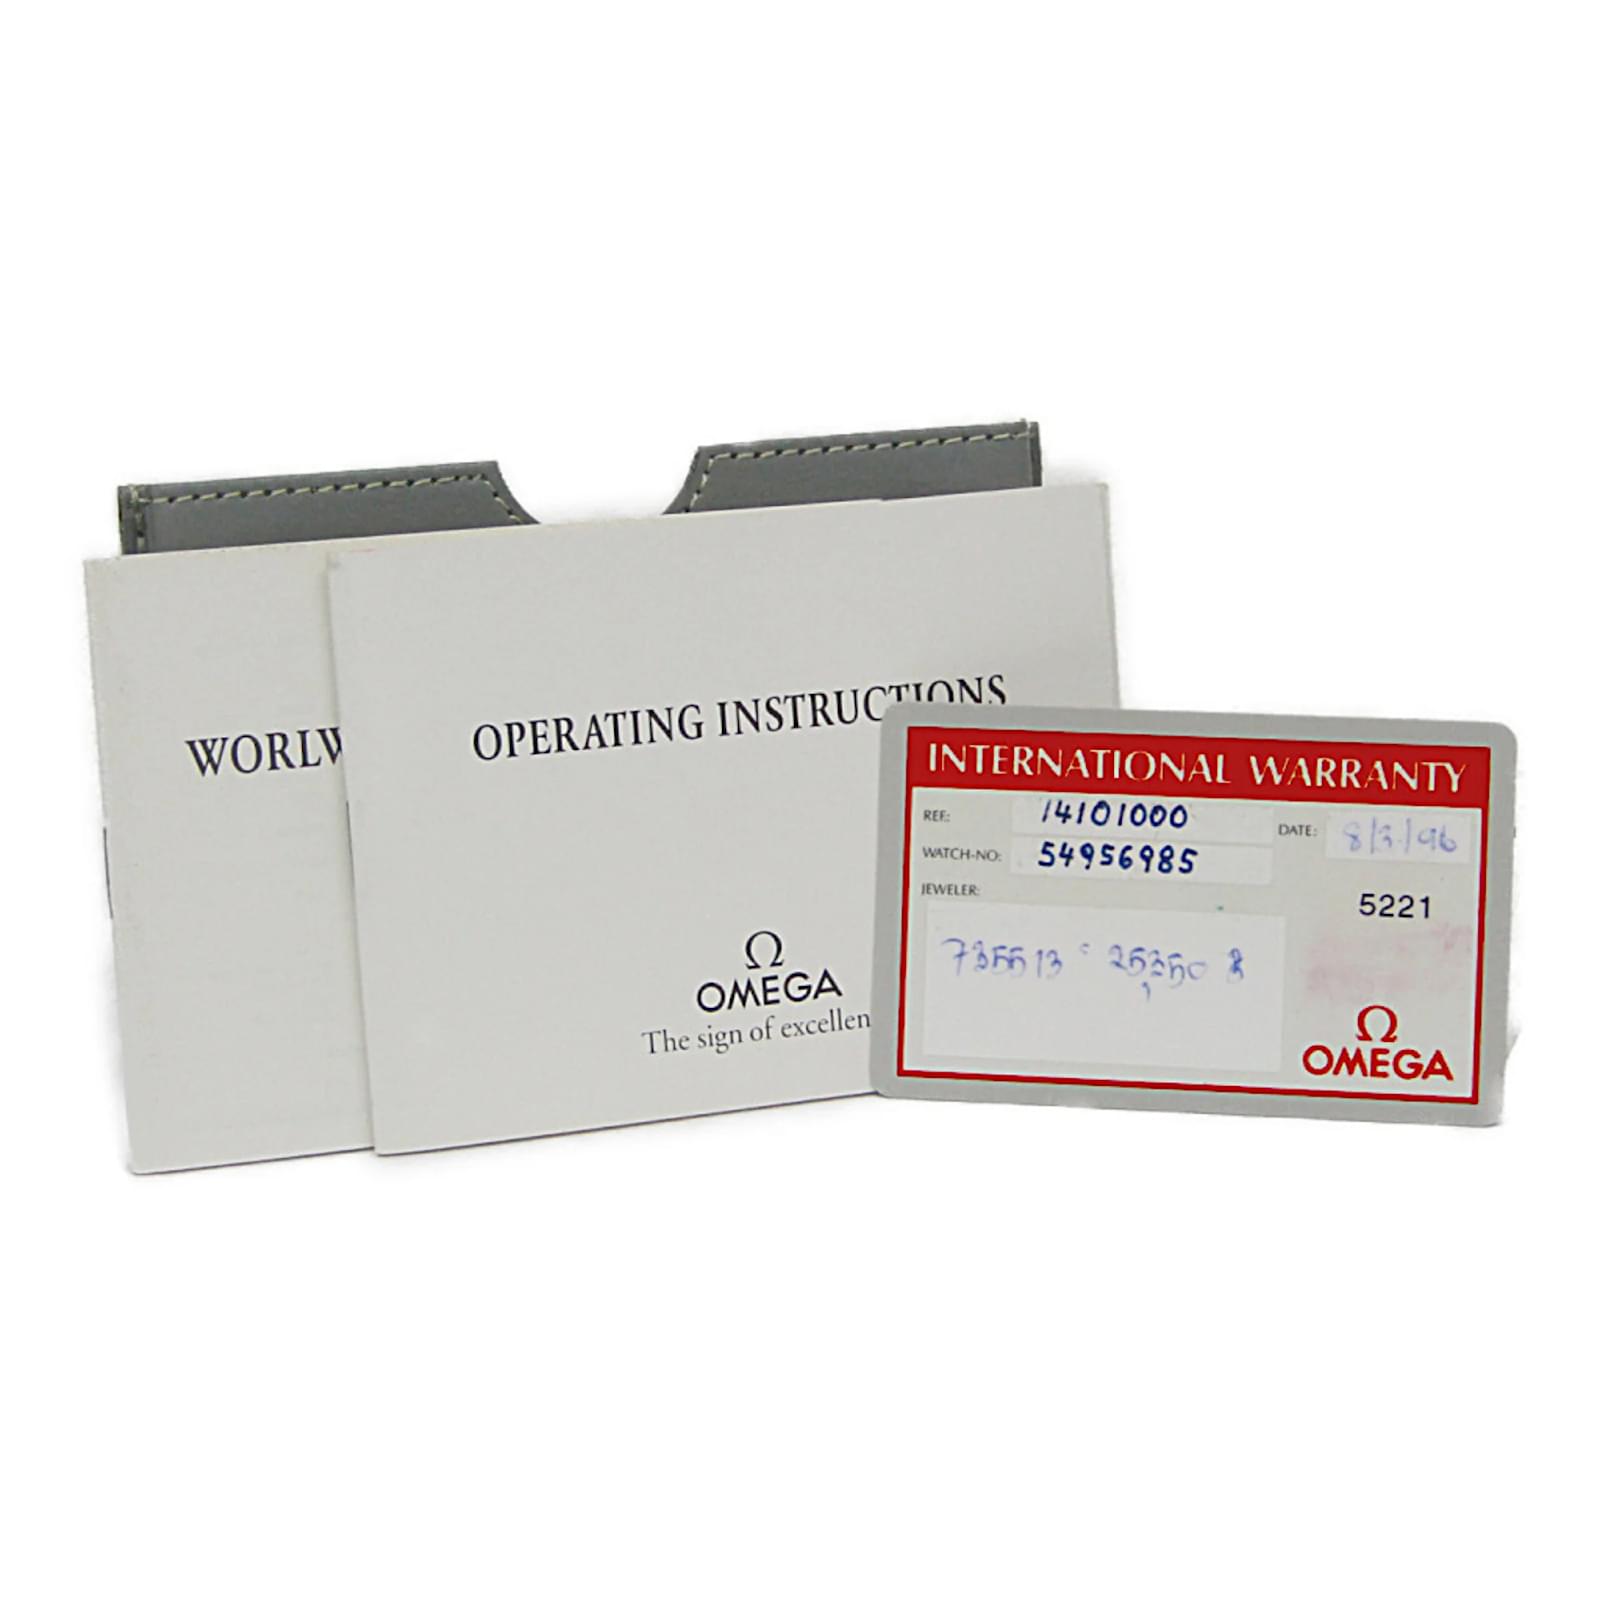 WORLW
OPERATING INSTRUCTIONS
Ω
OMEGA
The sign of excellen
INTERNATIONAL WARRANTY
REF.: 14101000
DATE: 8/3/96
WATCH-NO: 54956985
JEWELER:
5221
735513
Ω
OMEGA